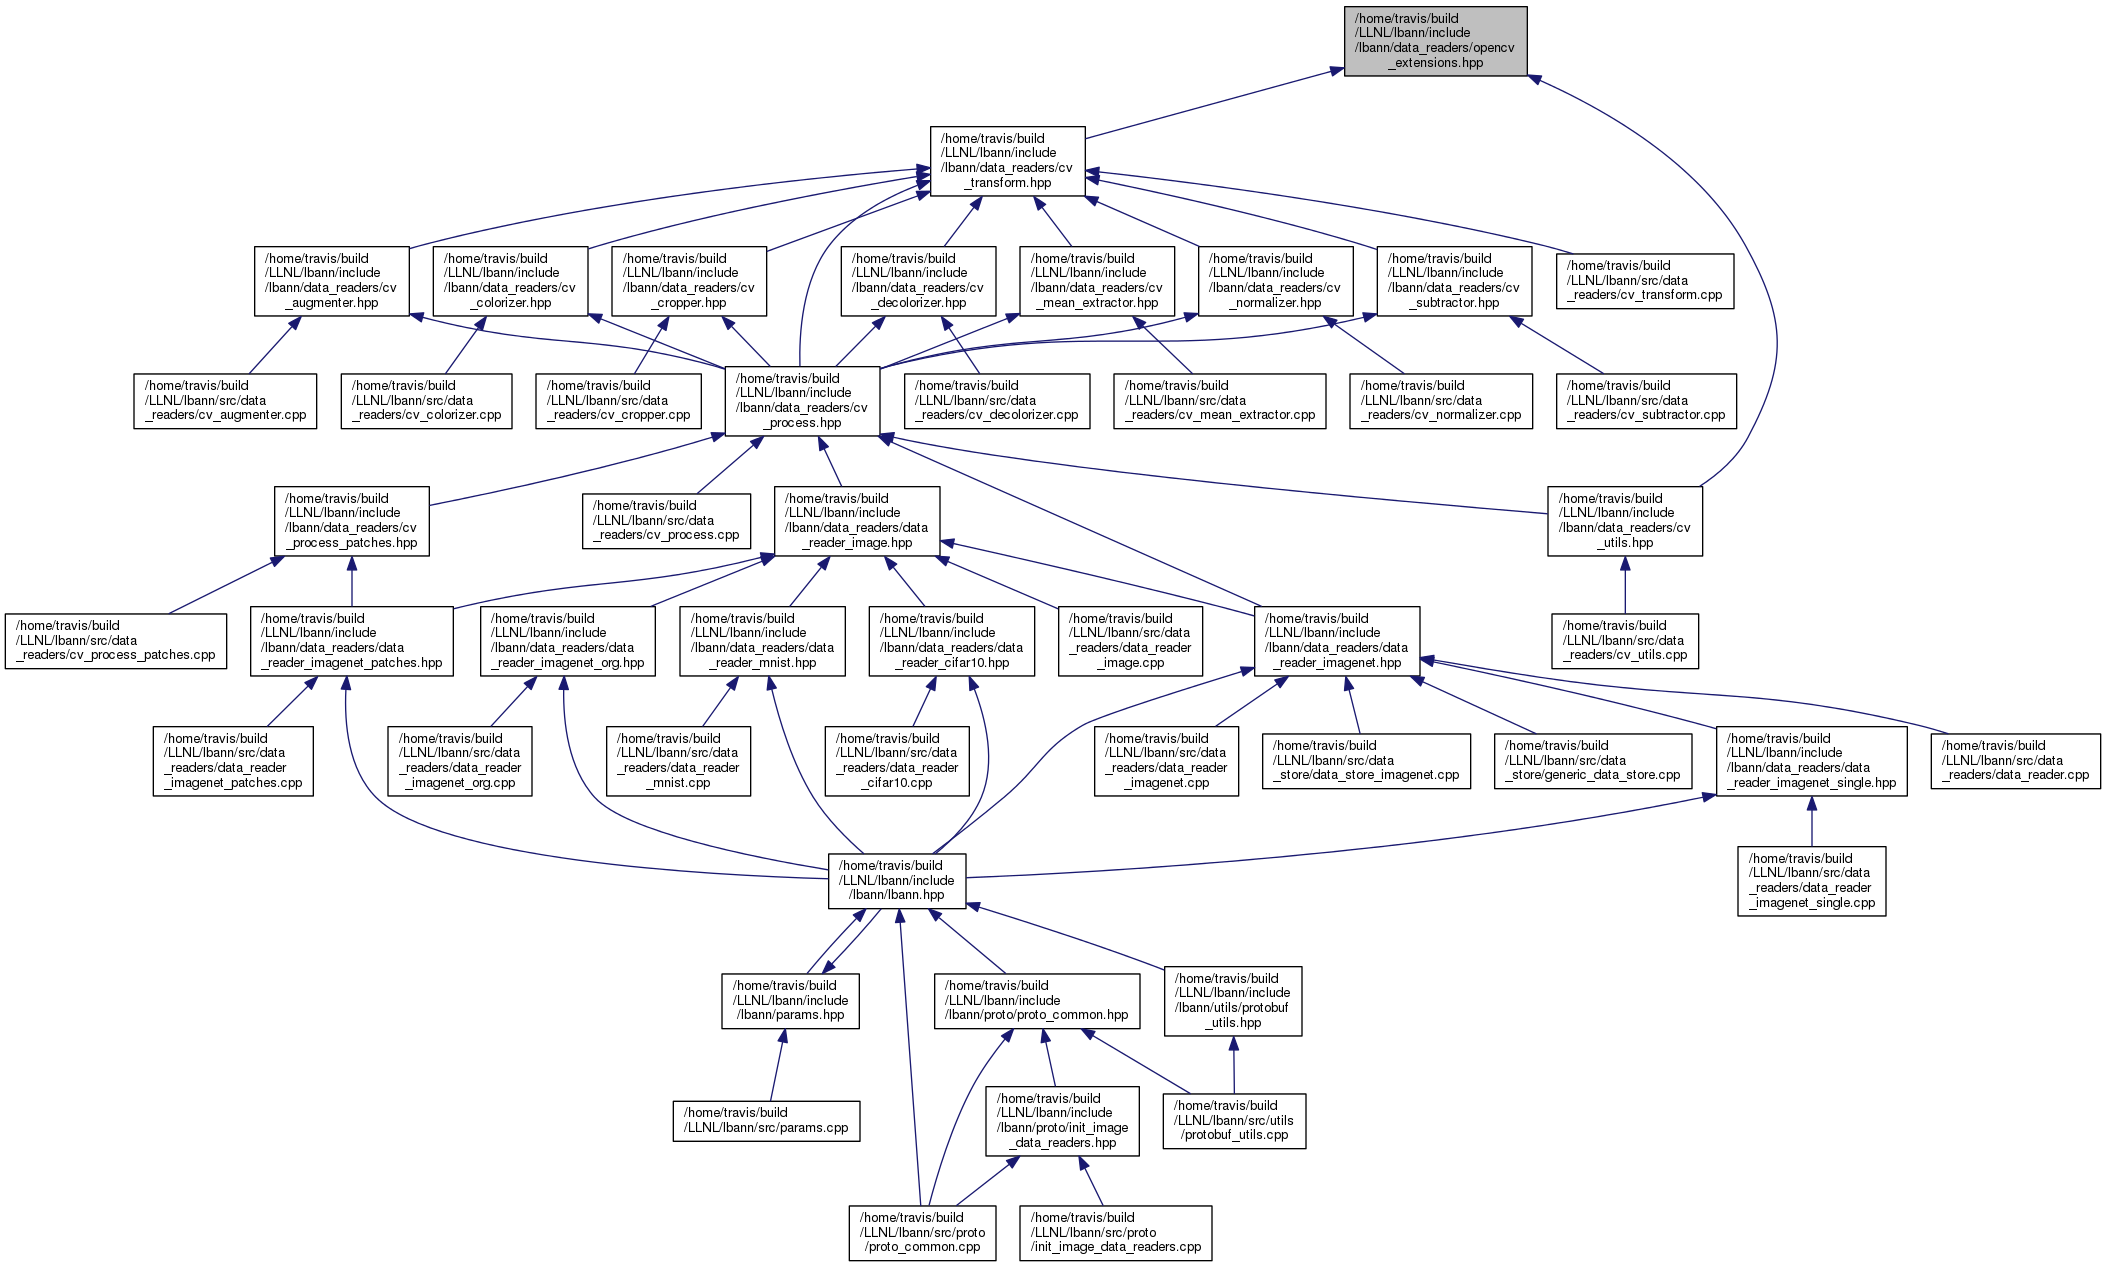 /home/travis/build
/LLNL/lbann/include
/lbann/data_readers/opencv
_extensions.hpp
/home/travis/build
/LLNL/lbann/include
/lbann/data_readers/cv
_transform.hpp
/home/travis/build
/LLNL/lbann/include
/lbann/data_readers/cv
_augmenter.hpp
/home/travis/build
/LLNL/lbann/include
/lbann/data_readers/cv
_colorizer.hpp
/home/travis/build
/LLNL/lbann/include
/lbann/data_readers/cv
_cropper.hpp
/home/travis/build
/LLNL/lbann/include
/lbann/data_readers/cv
_decolorizer.hpp
/home/travis/build
/LLNL/lbann/include
/lbann/data_readers/cv
_mean_extractor.hpp
/home/travis/build
/LLNL/lbann/include
/lbann/data_readers/cv
_normalizer.hpp
/home/travis/build
/LLNL/lbann/include
/lbann/data_readers/cv
_subtractor.hpp
/home/travis/build
/LLNL/lbann/src/data
_readers/cv_transform.cpp
/home/travis/build
/LLNL/lbann/src/data
_readers/cv_augmenter.cpp
/home/travis/build
/LLNL/lbann/src/data
_readers/cv_colorizer.cpp
/home/travis/build
/LLNL/lbann/src/data
_readers/cv_cropper.cpp
/home/travis/build
/LLNL/lbann/include
/lbann/data_readers/cv
_process.hpp
/home/travis/build
/LLNL/lbann/src/data
_readers/cv_decolorizer.cpp
/home/travis/build
/LLNL/lbann/src/data
_readers/cv_mean_extractor.cpp
/home/travis/build
/LLNL/lbann/src/data
_readers/cv_normalizer.cpp
/home/travis/build
/LLNL/lbann/src/data
_readers/cv_subtractor.cpp
/home/travis/build
/LLNL/lbann/include
/lbann/data_readers/cv
_process_patches.hpp
/home/travis/build
/LLNL/lbann/src/data
_readers/cv_process.cpp
/home/travis/build
/LLNL/lbann/include
/lbann/data_readers/data
_reader_image.hpp
/home/travis/build
/LLNL/lbann/include
/lbann/data_readers/cv
_utils.hpp
/home/travis/build
/LLNL/lbann/src/data
_readers/cv_process_patches.cpp
/home/travis/build
/LLNL/lbann/include
/lbann/data_readers/data
_reader_imagenet_patches.hpp
/home/travis/build
/LLNL/lbann/include
/lbann/data_readers/data
_reader_imagenet_org.hpp
/home/travis/build
/LLNL/lbann/include
/lbann/data_readers/data
_reader_mnist.hpp
/home/travis/build
/LLNL/lbann/include
/lbann/data_readers/data
_reader_cifar10.hpp
/home/travis/build
/LLNL/lbann/src/data
_readers/data_reader
_image.cpp
/home/travis/build
/LLNL/lbann/include
/lbann/data_readers/data
_reader_imagenet.hpp
/home/travis/build
/LLNL/lbann/src/data
_readers/cv_utils.cpp
/home/travis/build
/LLNL/lbann/src/data
_readers/data_reader
_imagenet_patches.cpp
/home/travis/build
/LLNL/lbann/src/data
_readers/data_reader
_imagenet_org.cpp
/home/travis/build
/LLNL/lbann/src/data
_readers/data_reader
_mnist.cpp
/home/travis/build
/LLNL/lbann/src/data
_readers/data_reader
_cifar10.cpp
/home/travis/build
/LLNL/lbann/src/data
_readers/data_reader
_imagenet.cpp
/home/travis/build
/LLNL/lbann/src/data
_store/data_store_imagenet.cpp
/home/travis/build
/LLNL/lbann/src/data
_store/generic_data_store.cpp
/home/travis/build
/LLNL/lbann/include
/lbann/data_readers/data
_reader_imagenet_single.hpp
/home/travis/build
/LLNL/lbann/src/data
_readers/data_reader.cpp
/home/travis/build
/LLNL/lbann/include
/lbann/lbann.hpp
/home/travis/build
/LLNL/lbann/src/data
_readers/data_reader
_imagenet_single.cpp
/home/travis/build
/LLNL/lbann/include
/lbann/params.hpp
/home/travis/build
/LLNL/lbann/include
/lbann/proto/proto_common.hpp
/home/travis/build
/LLNL/lbann/include
/lbann/utils/protobuf
_utils.hpp
/home/travis/build
/LLNL/lbann/src/params.cpp
/home/travis/build
/LLNL/lbann/include
/lbann/proto/init_image
_data_readers.hpp
/home/travis/build
/LLNL/lbann/src/utils
/protobuf_utils.cpp
/home/travis/build
/LLNL/lbann/src/proto
/proto_common.cpp
/home/travis/build
/LLNL/lbann/src/proto
/init_image_data_readers.cpp